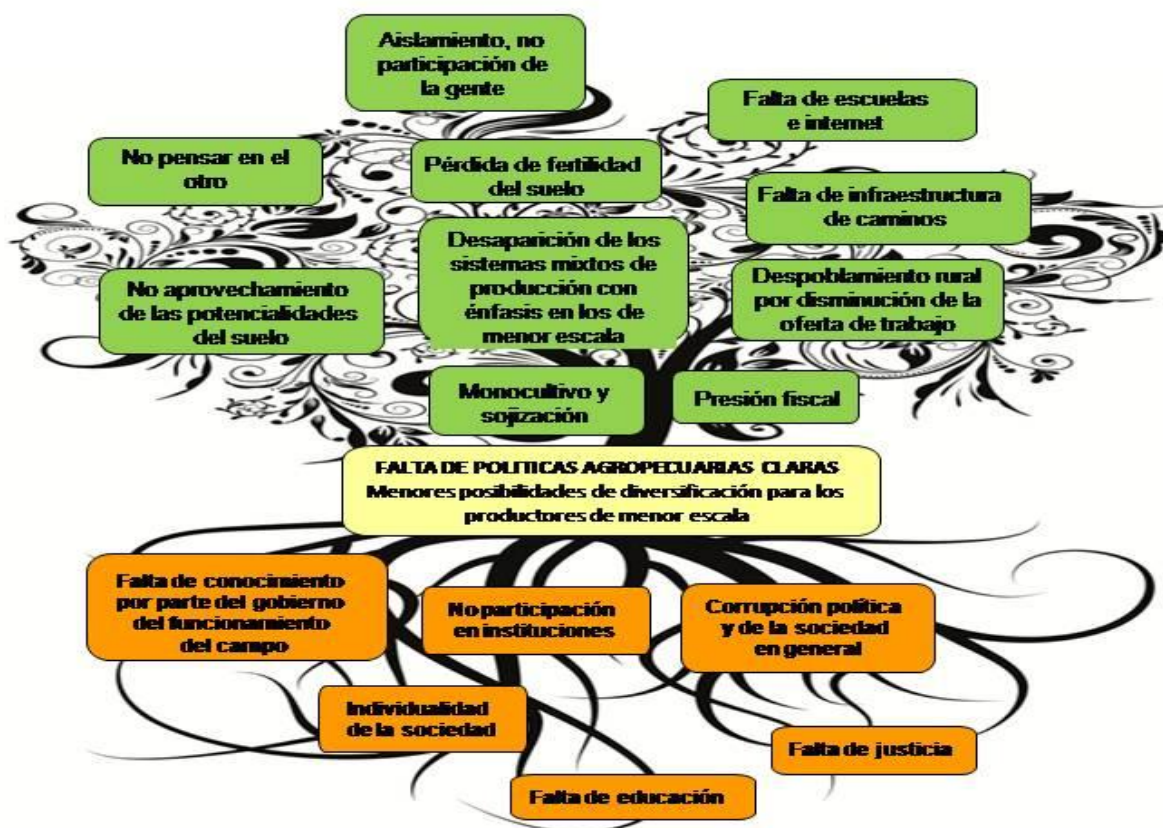 Aislamiento, no
participación de
la gente
Falta de escuelas
e internet
No pensar en el
otro
Pérdida de fertilidad
del suelo
Falta de infraestructura
de caminos
Desaparición de los
sistemas mixtos de
producción con
énfasis en los de
menor escala
No aprovechamiento
de las potencialidades
del suelo
Despoblamiento rural
por disminución de la
oferta de trabajo
Monocultivo y
sojización
Presión fiscal
FALTA DE POLITICAS AGROPECUARIAS CLARAS
Menores posibilidades de diversificación para los
productores de menor escala
Falta de conocimiento
por parte del gobierno
del funcionamiento
del campo
No participación
en instituciones
Corrupción política
y de la sociedad
en general
Individualidad
de la sociedad
Falta de justicia
Falta de educación